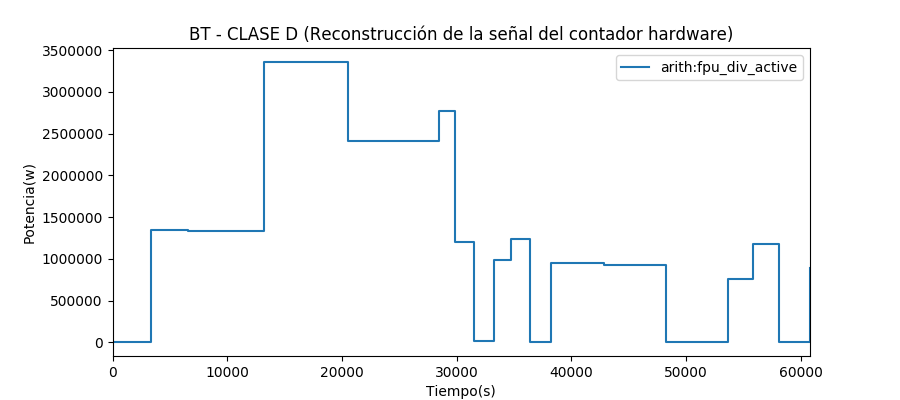 BT - CLASE D (Reconstrucción de la señal del contador hardware)
arith:fpu_div_active
Potencia(w)
3500000
3000000
2500000
2000000
1500000
1000000
500000
0
0 10000 20000 30000 40000 50000 60000
Tiempo(s)